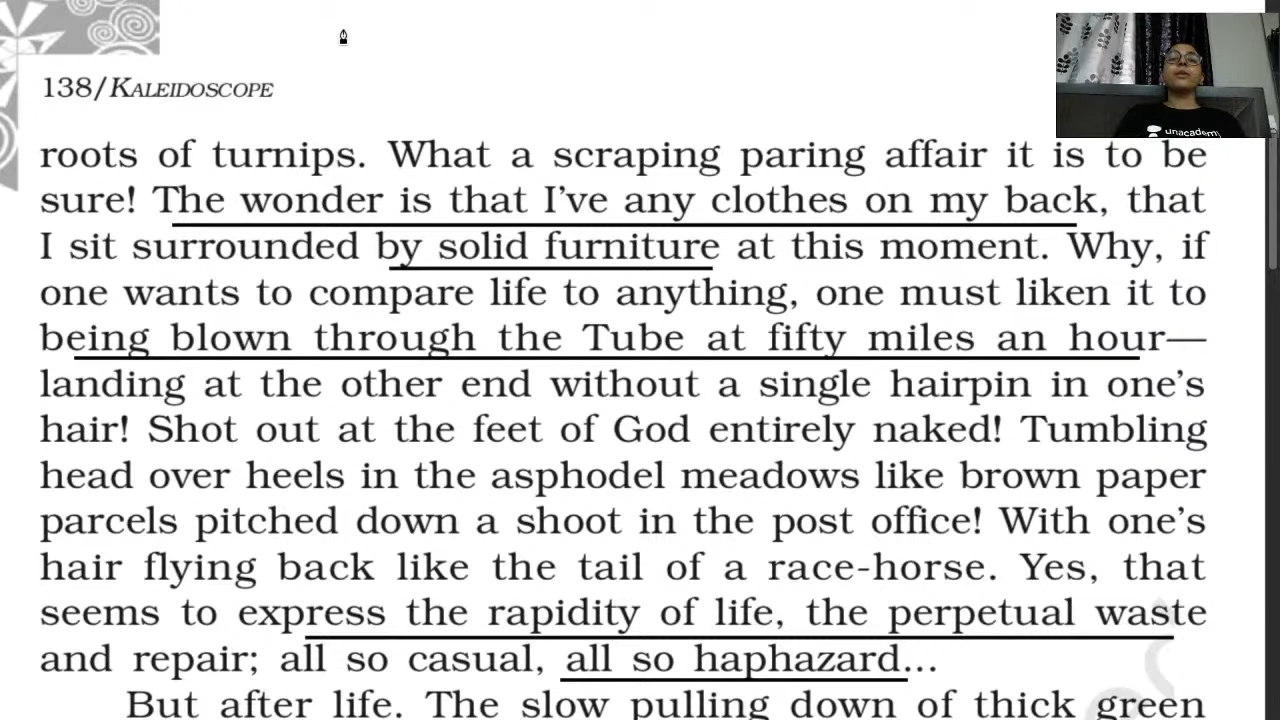 138/KALEIDOSCOPE
unacademy
roots of turnips. What a scraping paring affair it is to be
sure! The wonder is that I've any clothes on my back, that
I sit surrounded by solid furniture at this moment. Why, if
one wants to compare life to anything, one must liken it to
being blown through the Tube at fifty miles an hour—
landing at the other end without a single hairpin in one's
hair! Shot out at the feet of God entirely naked! Tumbling
head over heels in the asphodel meadows like brown paper
parcels pitched down a shoot in the post office! With one's
hair flying back like the tail of a race-horse. Yes, that
seems to express the rapidity of life, the perpetual waste
and repair; all so casual, all so haphazard...
But after life. The slow pulling down of thick green